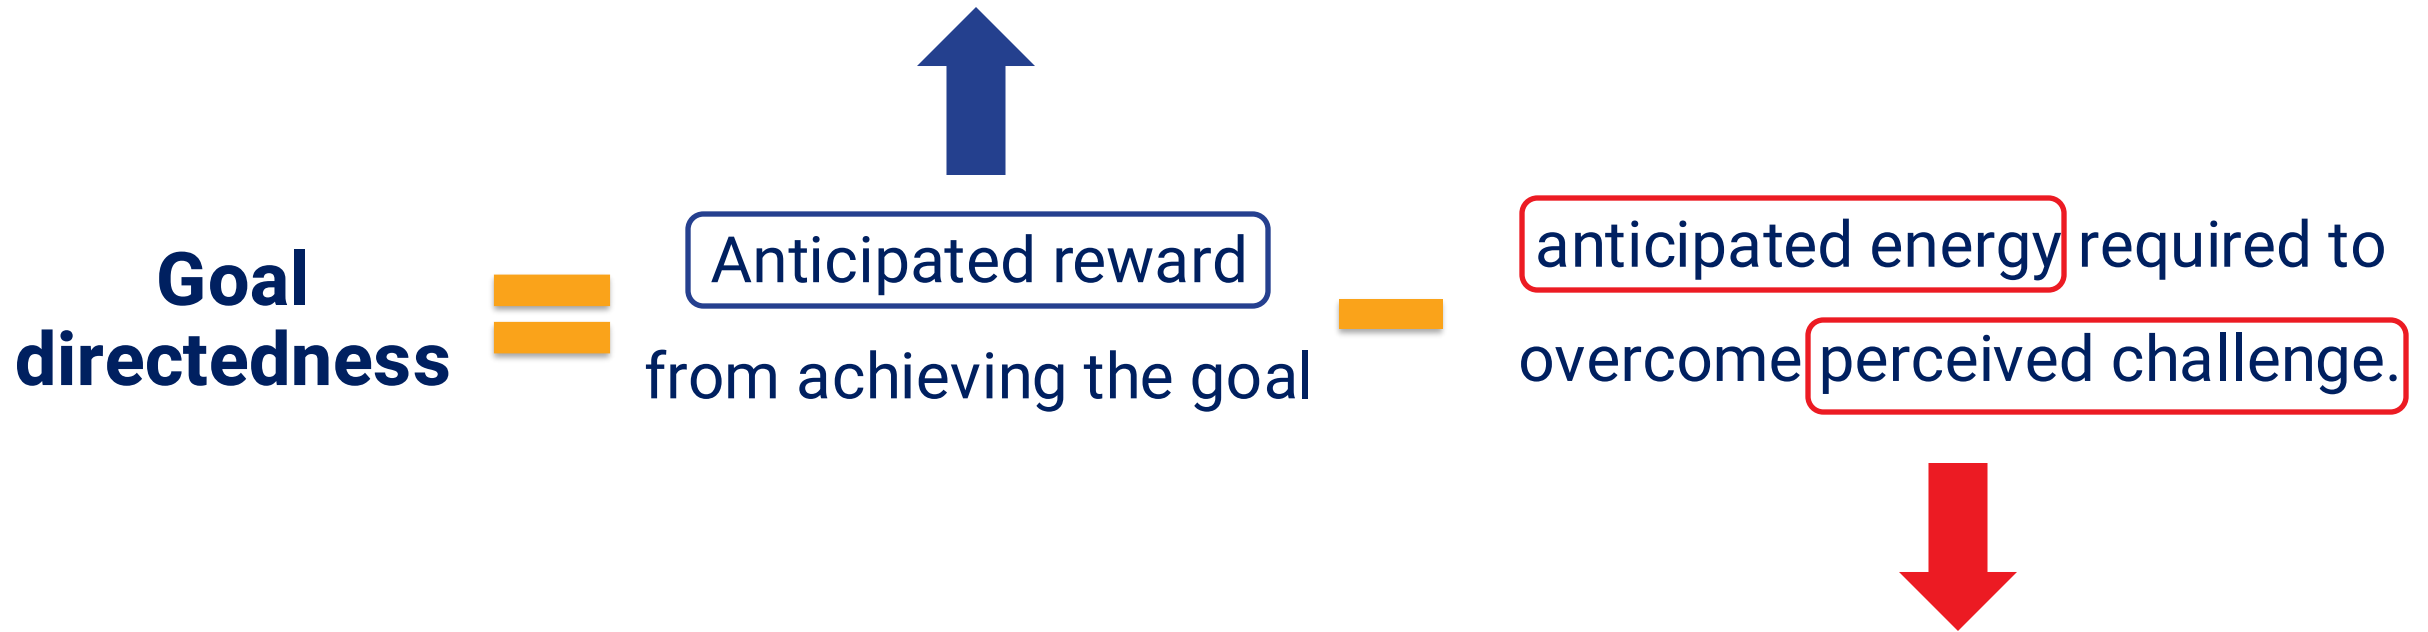 Goal
directedness
Anticipated reward
from achieving the goal
anticipated energy required to
overcome perceived challenge.